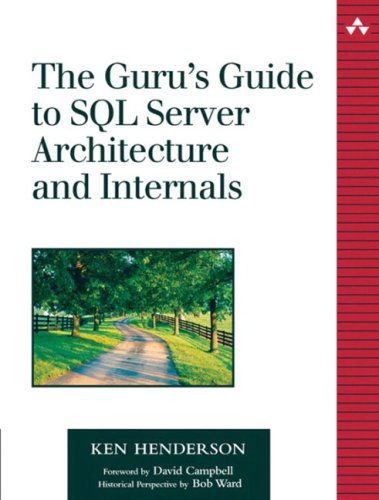 The Guru's Guide
to SQL Server
Architecture
and Internals
KEN HENDERSON
Foreword by David Campbell
Historical Perspective by Bob Ward